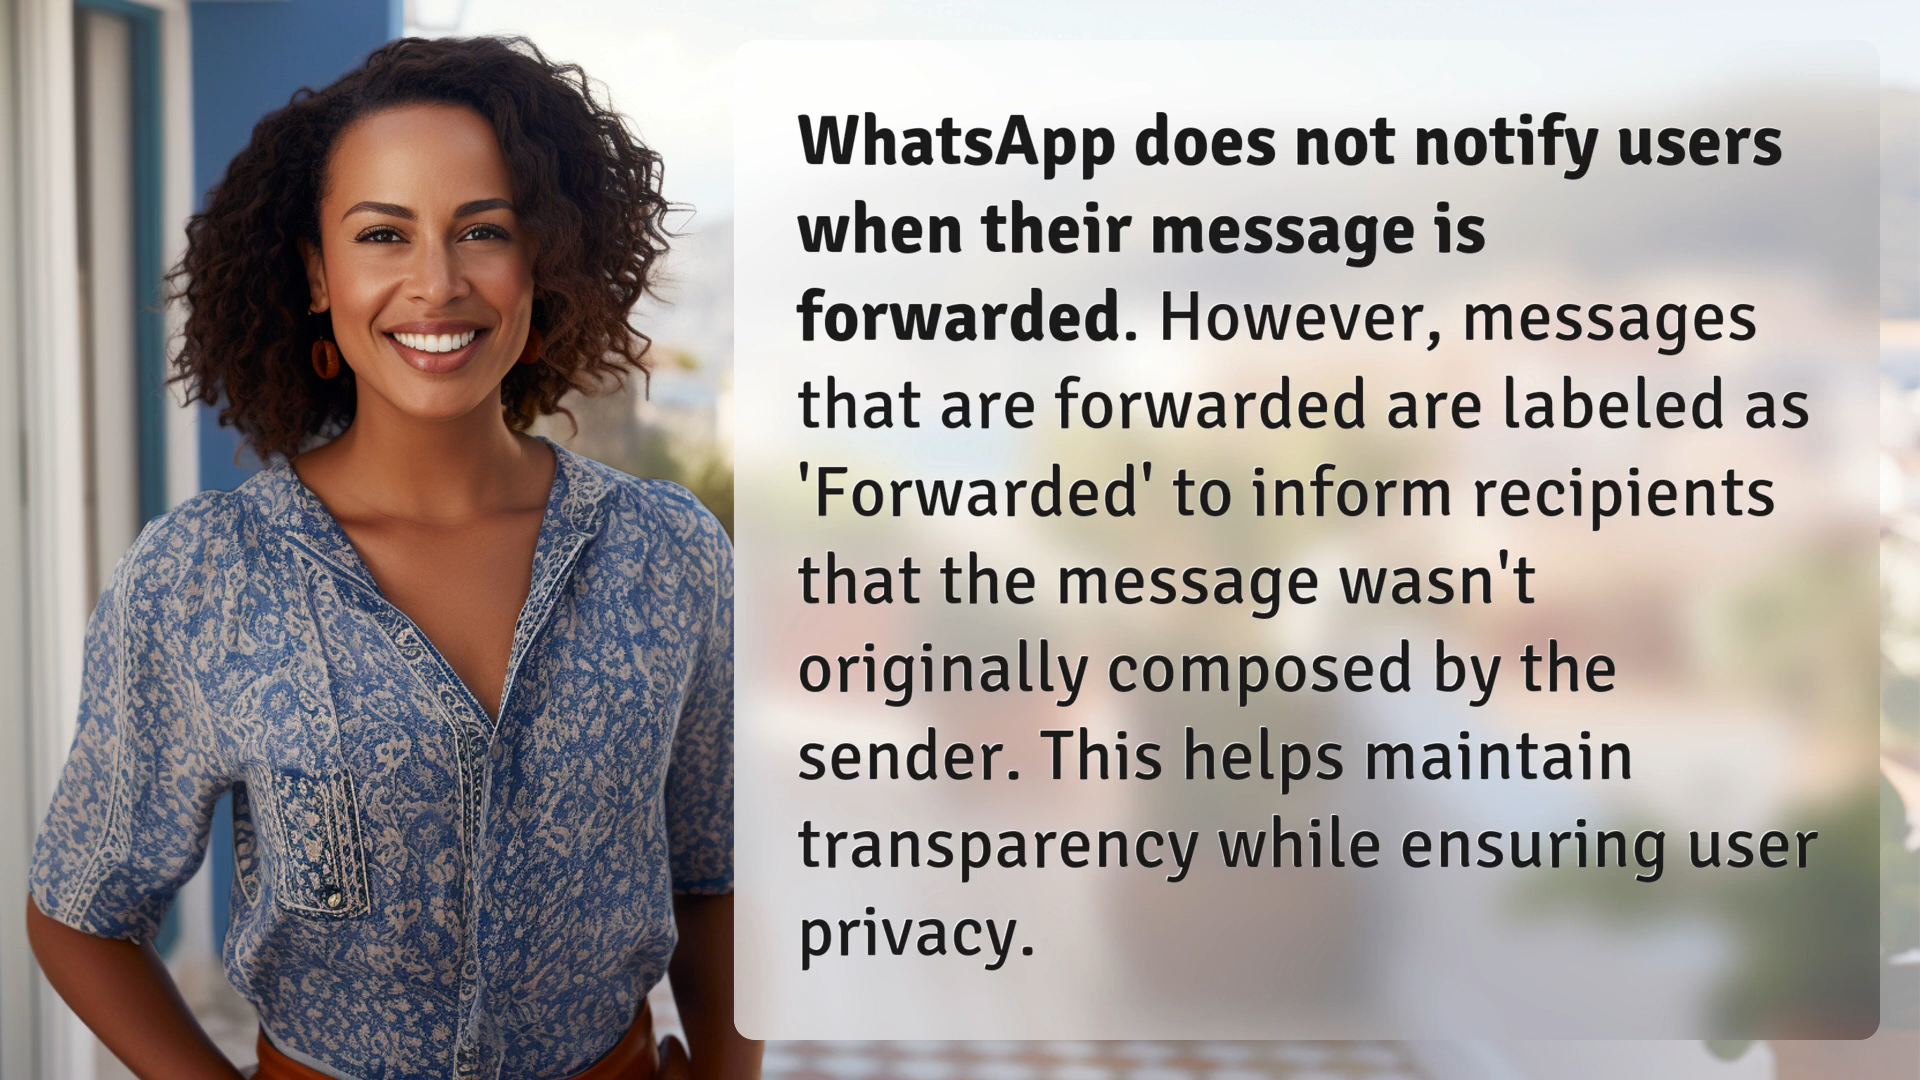 WhatsApp does not notify users
when their message is
forwarded. However, messages
that are forwarded are labeled as
'Forwarded' to inform recipients
that the message wasn't
originally composed by the
sender. This helps maintain
transparency while ensuring user
privacy.